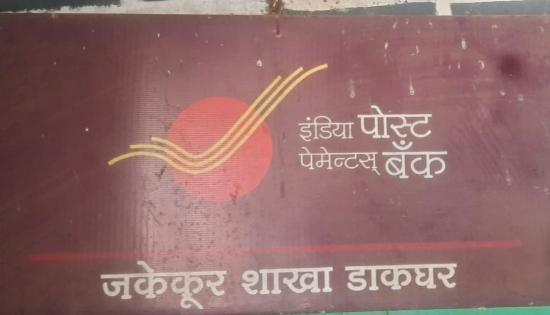 इंडिया पोस्ट
पेमेन्टस् बँक
जकेकूर शाखा डाकघर